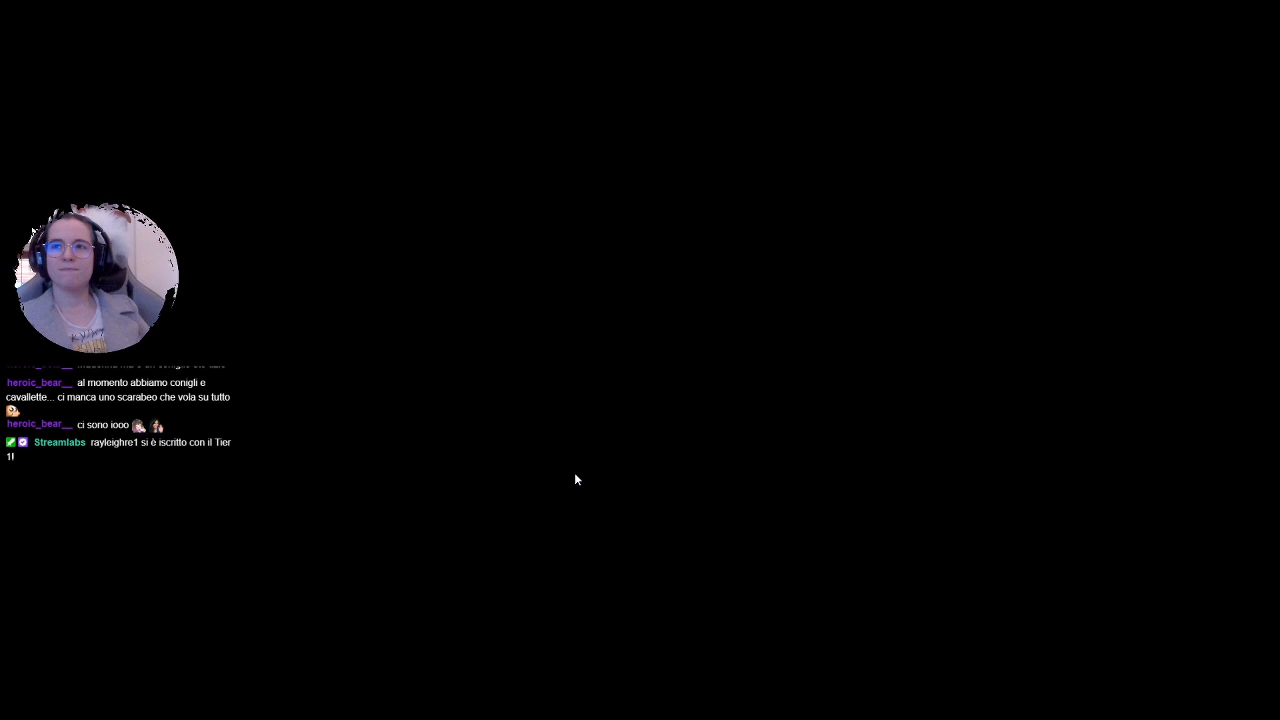 heroic_bear__ al momento abbiamo conigli e
cavallette... ci manca uno scarabeo che vola su tutto
heroic_bear__ ci sono iooo
Streamlabs rayleighre1 si è iscritto con il Tier
1!